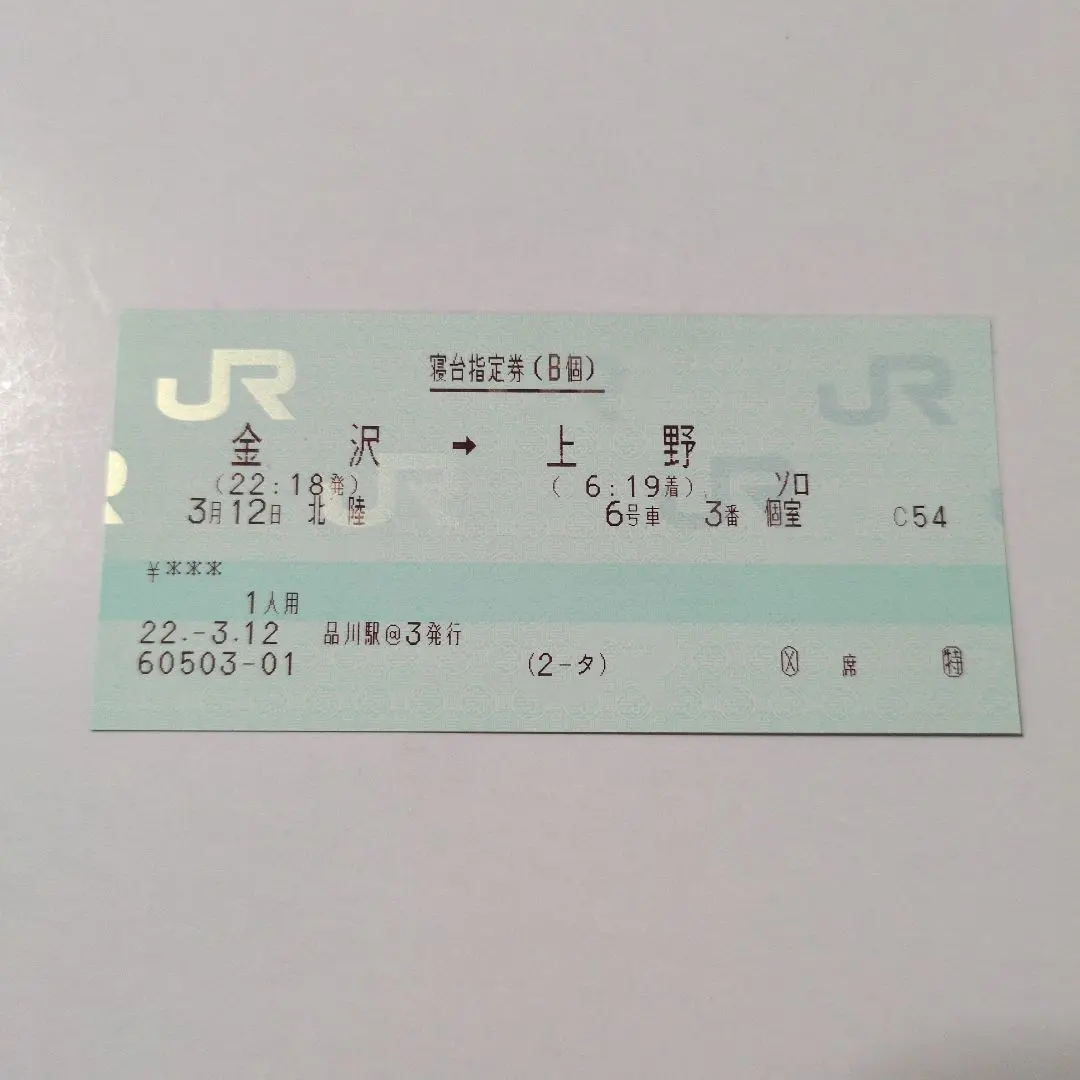 JR
寝台指定券(B個)
金 沢 ➡ 上 野
(22:18発) ( 6:19着) ソロ
3月12日 北 陸 6号車 3番 個室 C54
¥***
1人用
22.-3.12 品川駅@3発行
60503-01 (2-タ) Ⓧ 席 ㊕